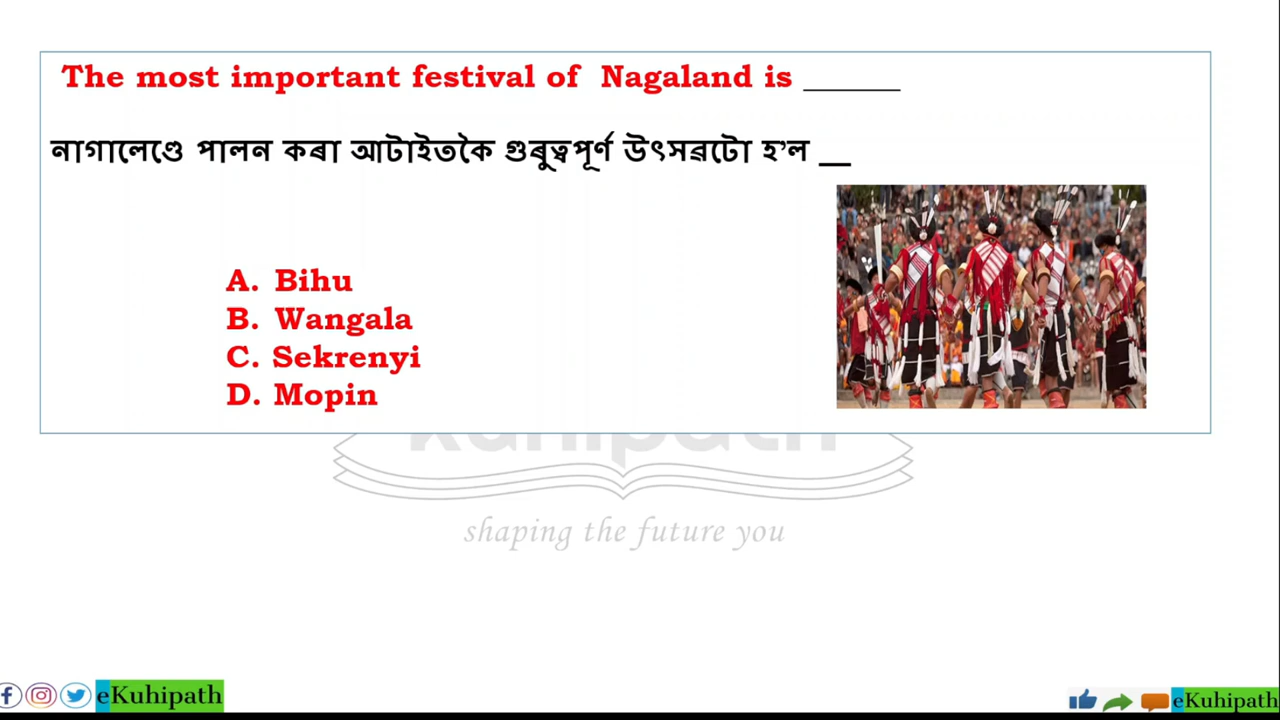 The most important festival of Nagaland is ______
নাগালেণ্ডে পালন কৰা আটাইতকৈ গুৰুত্বপূৰ্ণ উৎসৱটো হ’ল __
A. Bihu
B. Wangala
C. Sekrenyi
D. Mopin
kuhipath
shaping the future you
eKuhipath
eKuhipath